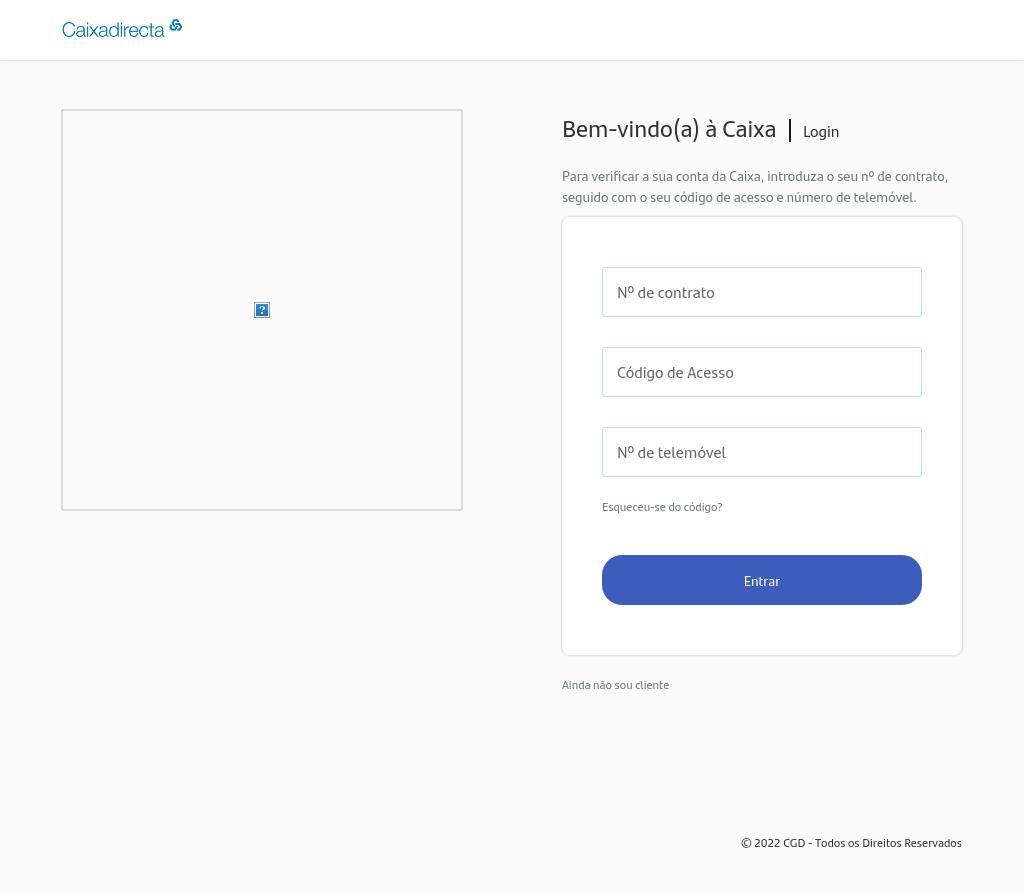 Caixadirecta
Bem-vindo(a) à Caixa
Login
Para verificar a sua conta da Caixa, introduza o seu nº de contrato,
seguido com o seu código de acesso e número de telemóvel.
Nº de contrato
Código de Acesso
Nº de telemóvel
Esqueceu-se do código?
Entrar
Ainda não sou cliente
© 2022 CGD - Todos os Direitos Reservados